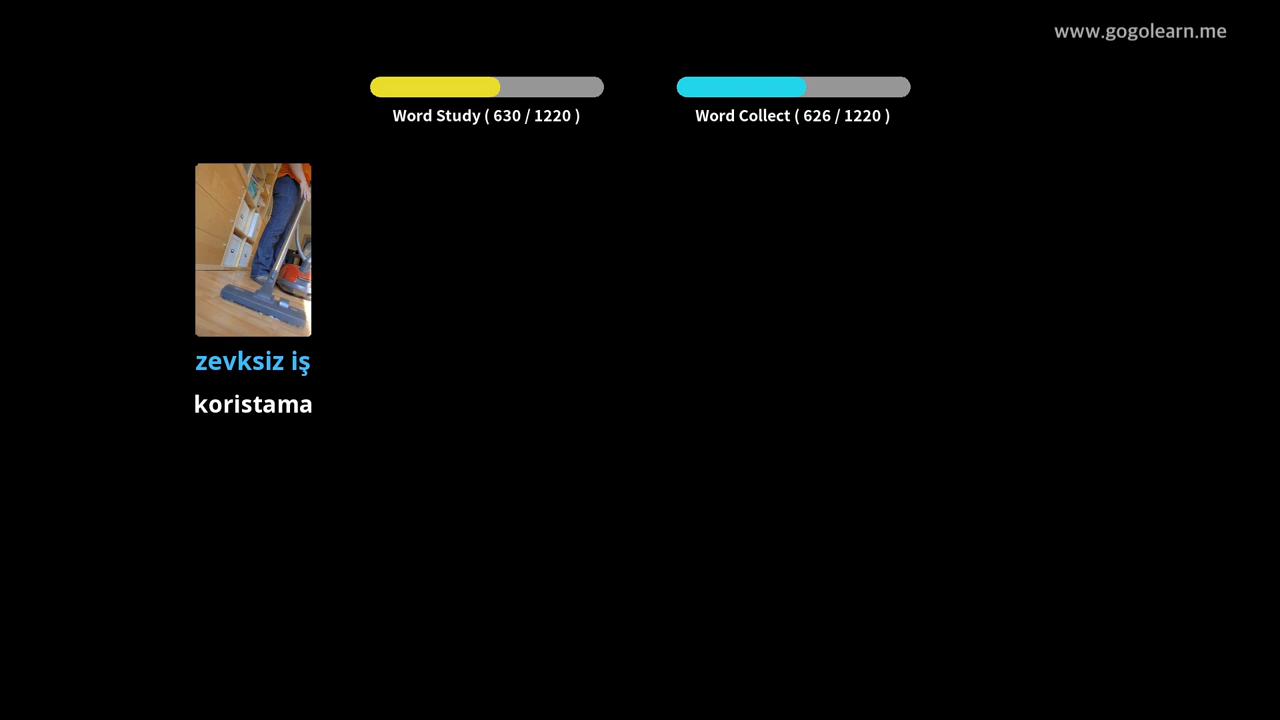 www.gogolearn.me
Word Study ( 630 / 1220 )
Word Collect ( 626 / 1220 )
zevksiz iş
koristama